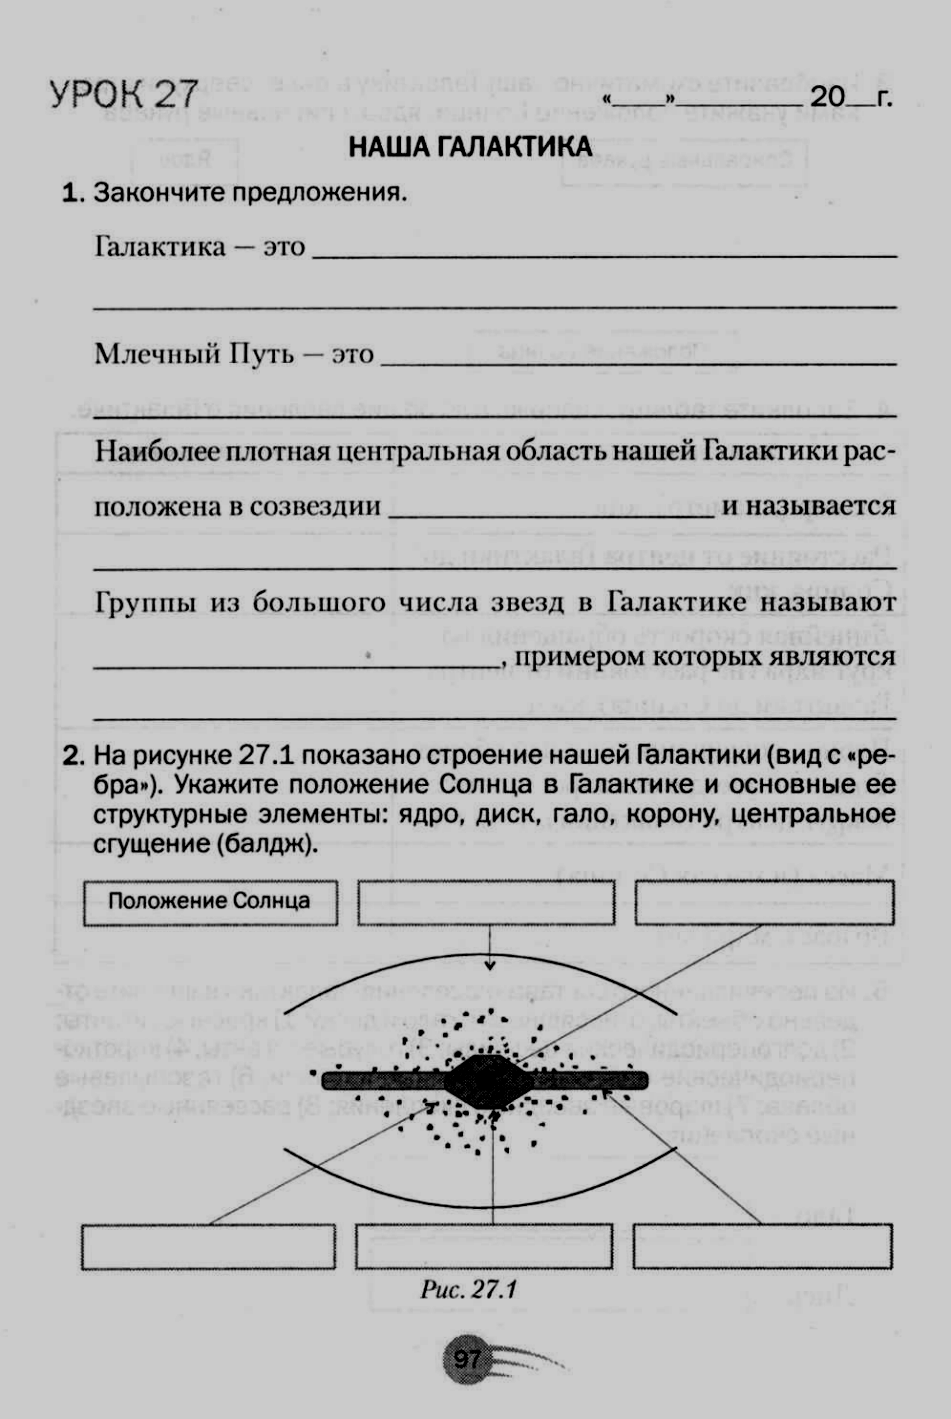 УРОК 27
«____»__________ 20__г.
НАША ГАЛАКТИКА
1. Закончите предложения.
Галактика — это
Млечный Путь — это
Наиболее плотная центральная область нашей Галактики рас-
положена в созвездии ____ и называется
Группы из большого числа звезд в Галактике называют
____, примером которых являются
2. На рисунке 27.1 показано строение нашей Галактики (вид с «ре-
бра»). Укажите положение Солнца в Галактике и основные ее
структурные элементы: ядро, диск, гало, корону, центральное
сгущение (балдж).
Положение Солнца
Рис. 27.1
97